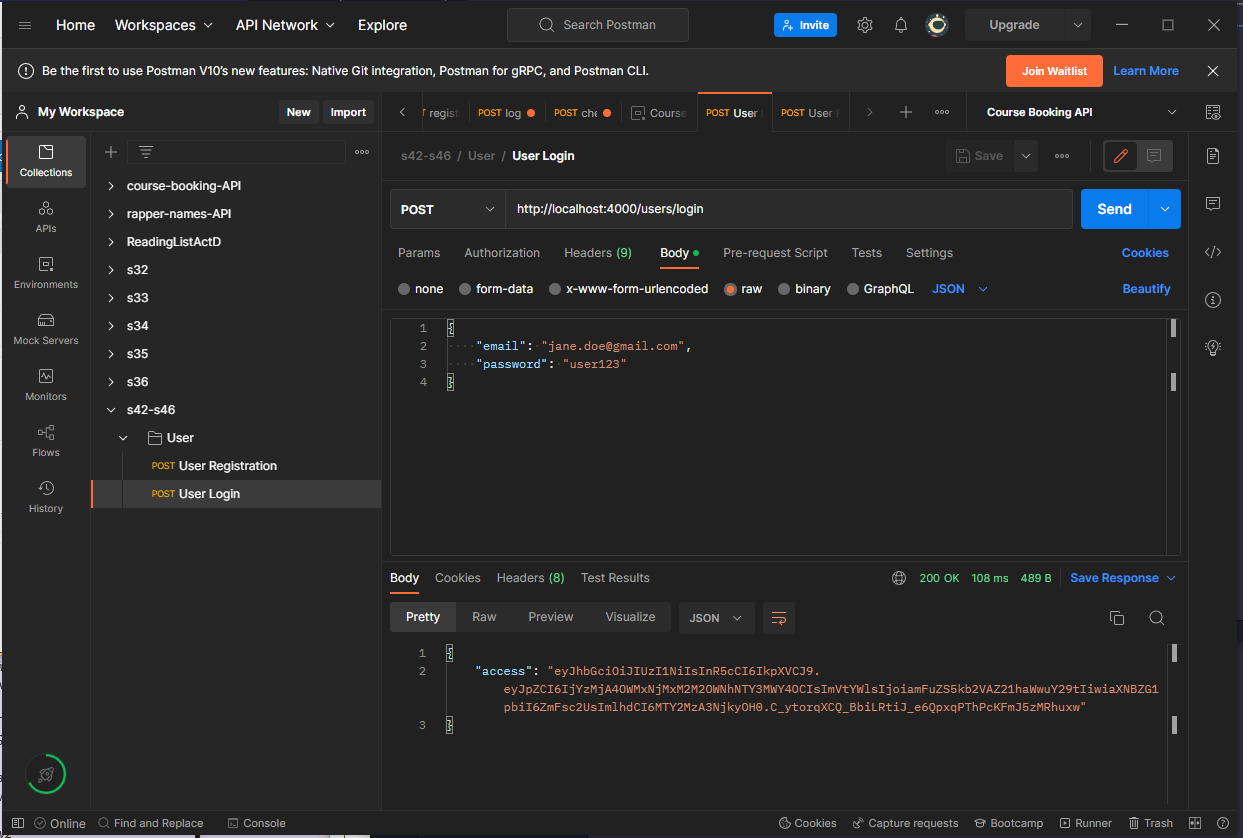 Home Workspaces API Network Explore Search Postman Invite Upgrade
Be the first to use Postman V10's new features: Native Git integration, Postman for gRPC, and Postman CLI. Join Waitlist Learn More
My Workspace New Import
POST log POST che Course POST User POST User Course Booking API
Collections
APIs
Environments
Mock Servers
Monitors
Flows
History
course-booking-API
rapper-names-API
ReadingListActD
s32
s33
s34
s35
s36
s42-s46
User
POST User Registration
POST User Login
s42-s46 / User / User Login Save
POST http://localhost:4000/users/login Send
Params Authorization Headers (9) Body Pre-request Script Tests Settings Cookies
none form-data x-www-form-urlencoded raw binary GraphQL JSON Beautify
1 {
2 "email": "jane.doe@gmail.com",
3 "password": "user123"
4 }
Body Cookies Headers (8) Test Results 200 OK 108 ms 489 B Save Response
Pretty Raw Preview Visualize JSON
1 {
2 "access": "eyJhbGciOiJIUzI1NiIsInR5cCI6IkpXVCJ9.
eyJpZCI6IjYzMjA4OWMxNjMxM2M2OWNhNTY3MWY4OCIsImVtYWlsIjoiamFuZS5kb2VAZ21haWwuY29tIiwiaXNBZG1
pbiI6ZmFsc2UsImlhdCI6MTY2MzA3NjkyOH0.C_ytorqXCQ_BbiLRtiJ_e6QpxqPThPcKFmJ5zMRhuxw"
3 }
Online Find and Replace Console Cookies Capture requests Bootcamp Runner Trash